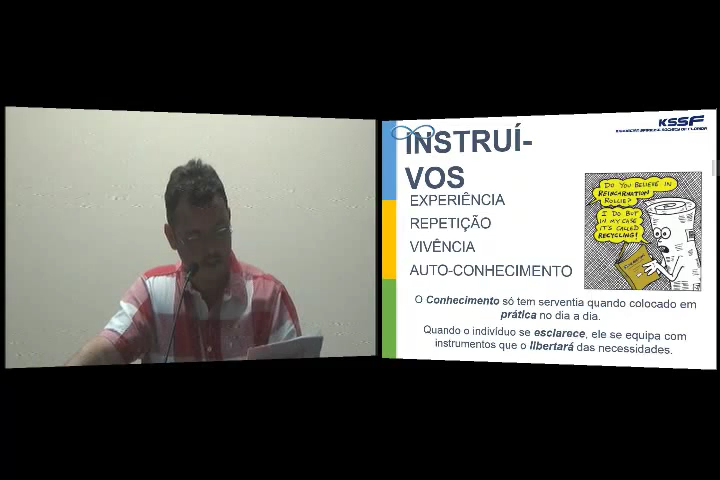 KSSF
INSTRUÍ-
VOS
EXPERIÊNCIA
REPETIÇÃO
VIVÊNCIA
AUTO-CONHECIMENTO
DO YOU BELIEVE IN
REINCARNATION
ROLLIE?
I DO BUT
IN MY CASE
IT'S CALLED
RECYCLING!
O Conhecimento só tem serventia quando colocado em
prática no dia a dia.
Quando o indivíduo se esclarece, ele se equipa com
instrumentos que o libertará das necessidades.